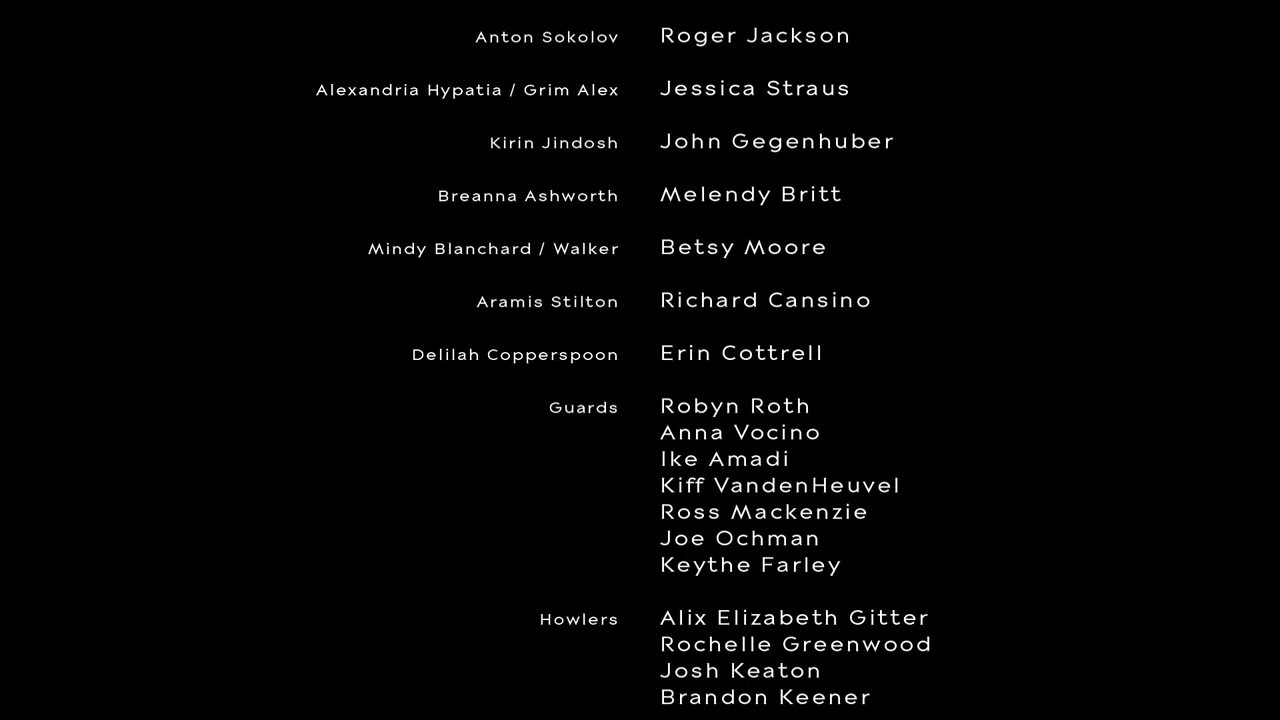 Anton Sokolov Roger Jackson
Alexandria Hypatia / Grim Alex Jessica Straus
Kirin Jindosh John Gegenhuber
Breanna Ashworth Melendy Britt
Mindy Blanchard / Walker Betsy Moore
Aramis Stilton Richard Cansino
Delilah Copperspoon Erin Cottrell
Guards Robyn Roth
Anna Vocino
Ike Amadi
Kiff VandenHeuvel
Ross Mackenzie
Joe Ochman
Keythe Farley
Howlers Alix Elizabeth Gitter
Rochelle Greenwood
Josh Keaton
Brandon Keener